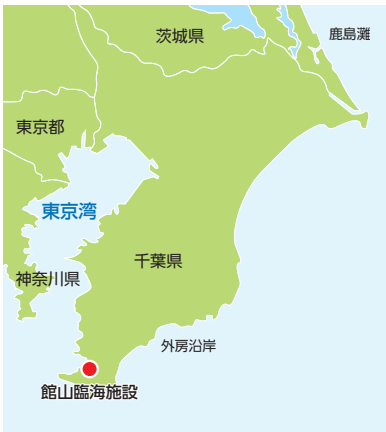 茨城県
鹿島灘
東京都
東京湾
千葉県
神奈川県
外房沿岸
館山臨海施設